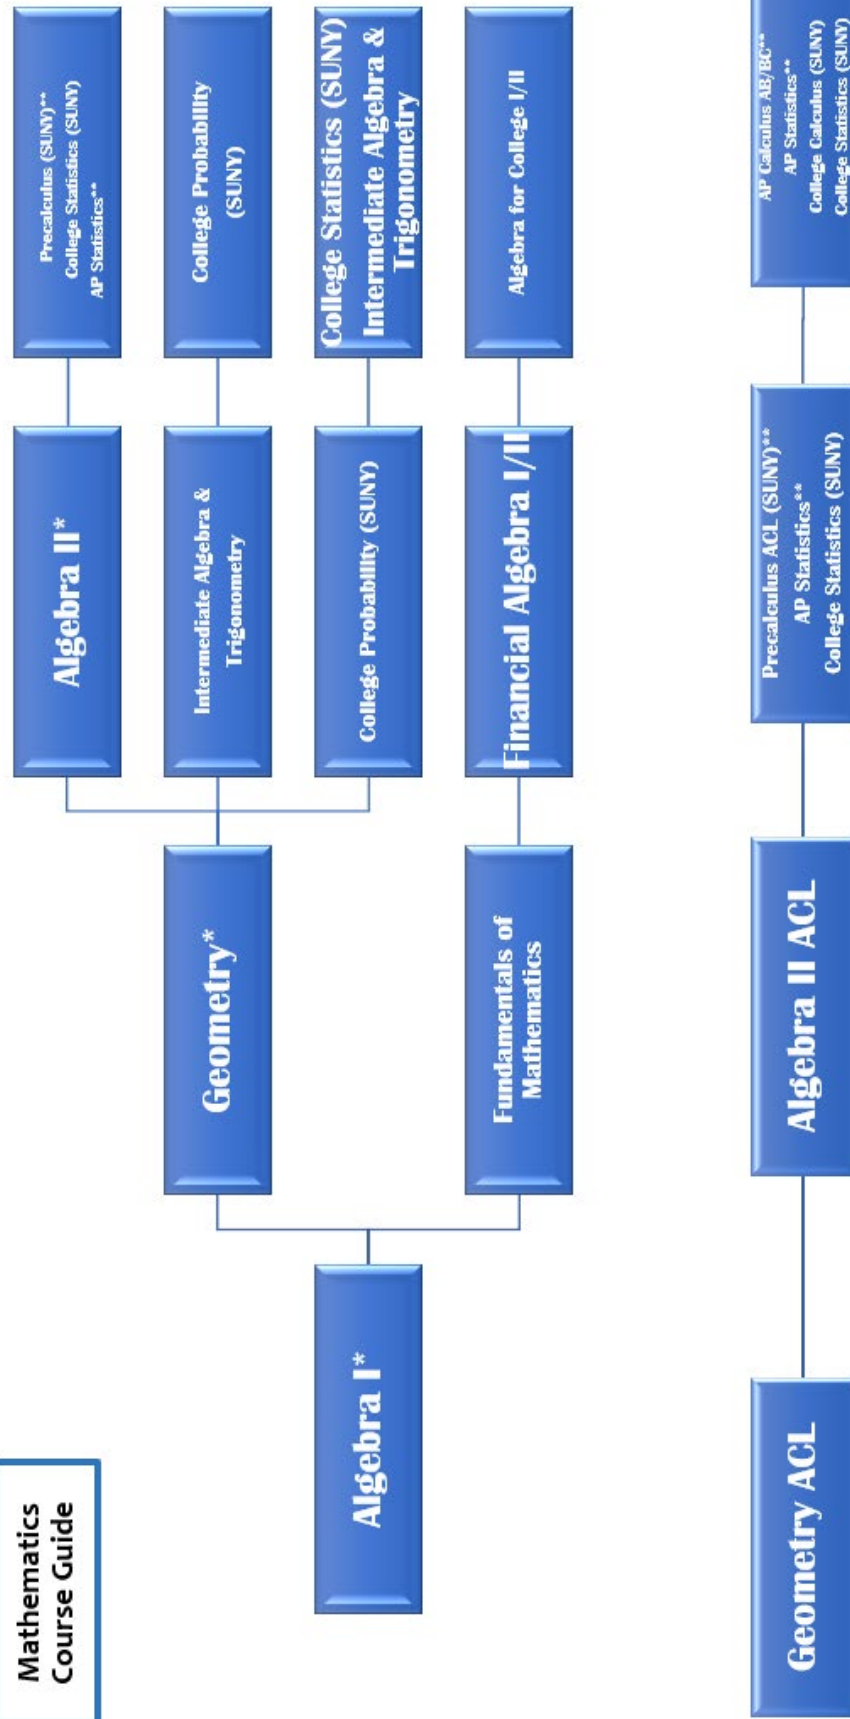 Mathematics
Course Guide
Algebra I*
Geometry*
Fundamentals of
Mathematics
Algebra II*
Intermediate Algebra &
Trigonometry
College Probability (SUNY)
Financial Algebra I/II
Precalculus (SUNY)**
College Statistics (SUNY)
AP Statistics**
College Probability
(SUNY)
College Statistics (SUNY)
Intermediate Algebra &
Trigonometry
Algebra for College I/II
Geometry ACL
Algebra II ACL
Precalculus ACL (SUNY)**
AP Statistics**
College Statistics (SUNY)
AP Calculus AB/BC**
AP Statistics**
College Calculus (SUNY)
College Statistics (SUNY)